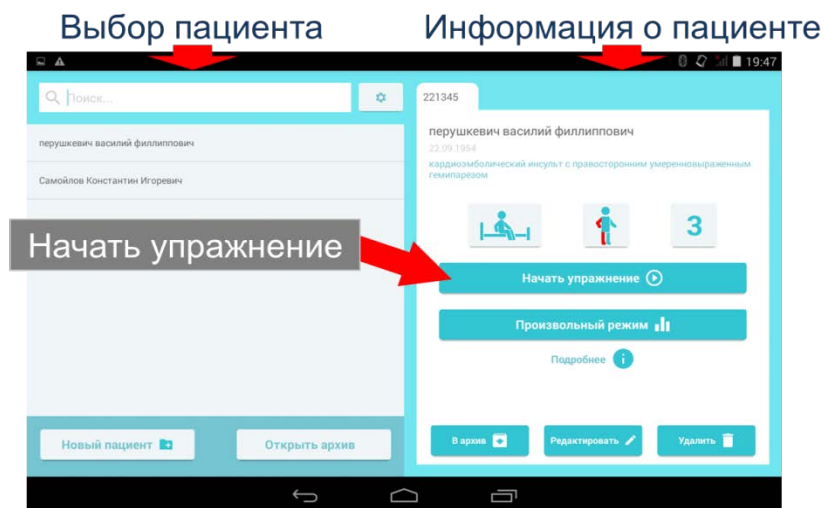 Выбор пациента
Информация о пациенте
19:47
Поиск...
221345
перушкевич василий филлиппович
22.09.1954
кардиоэмболический инсульт с правосторонним умеренновыраженным
гемипарезом
перушкевич василий филлиппович
Самойлов Константин Игоревич
3
Начать упражнение
Начать упражнение
Произвольный режим
Подробнее
Новый пациент
Открыть архив
В архив
Редактировать
Удалить